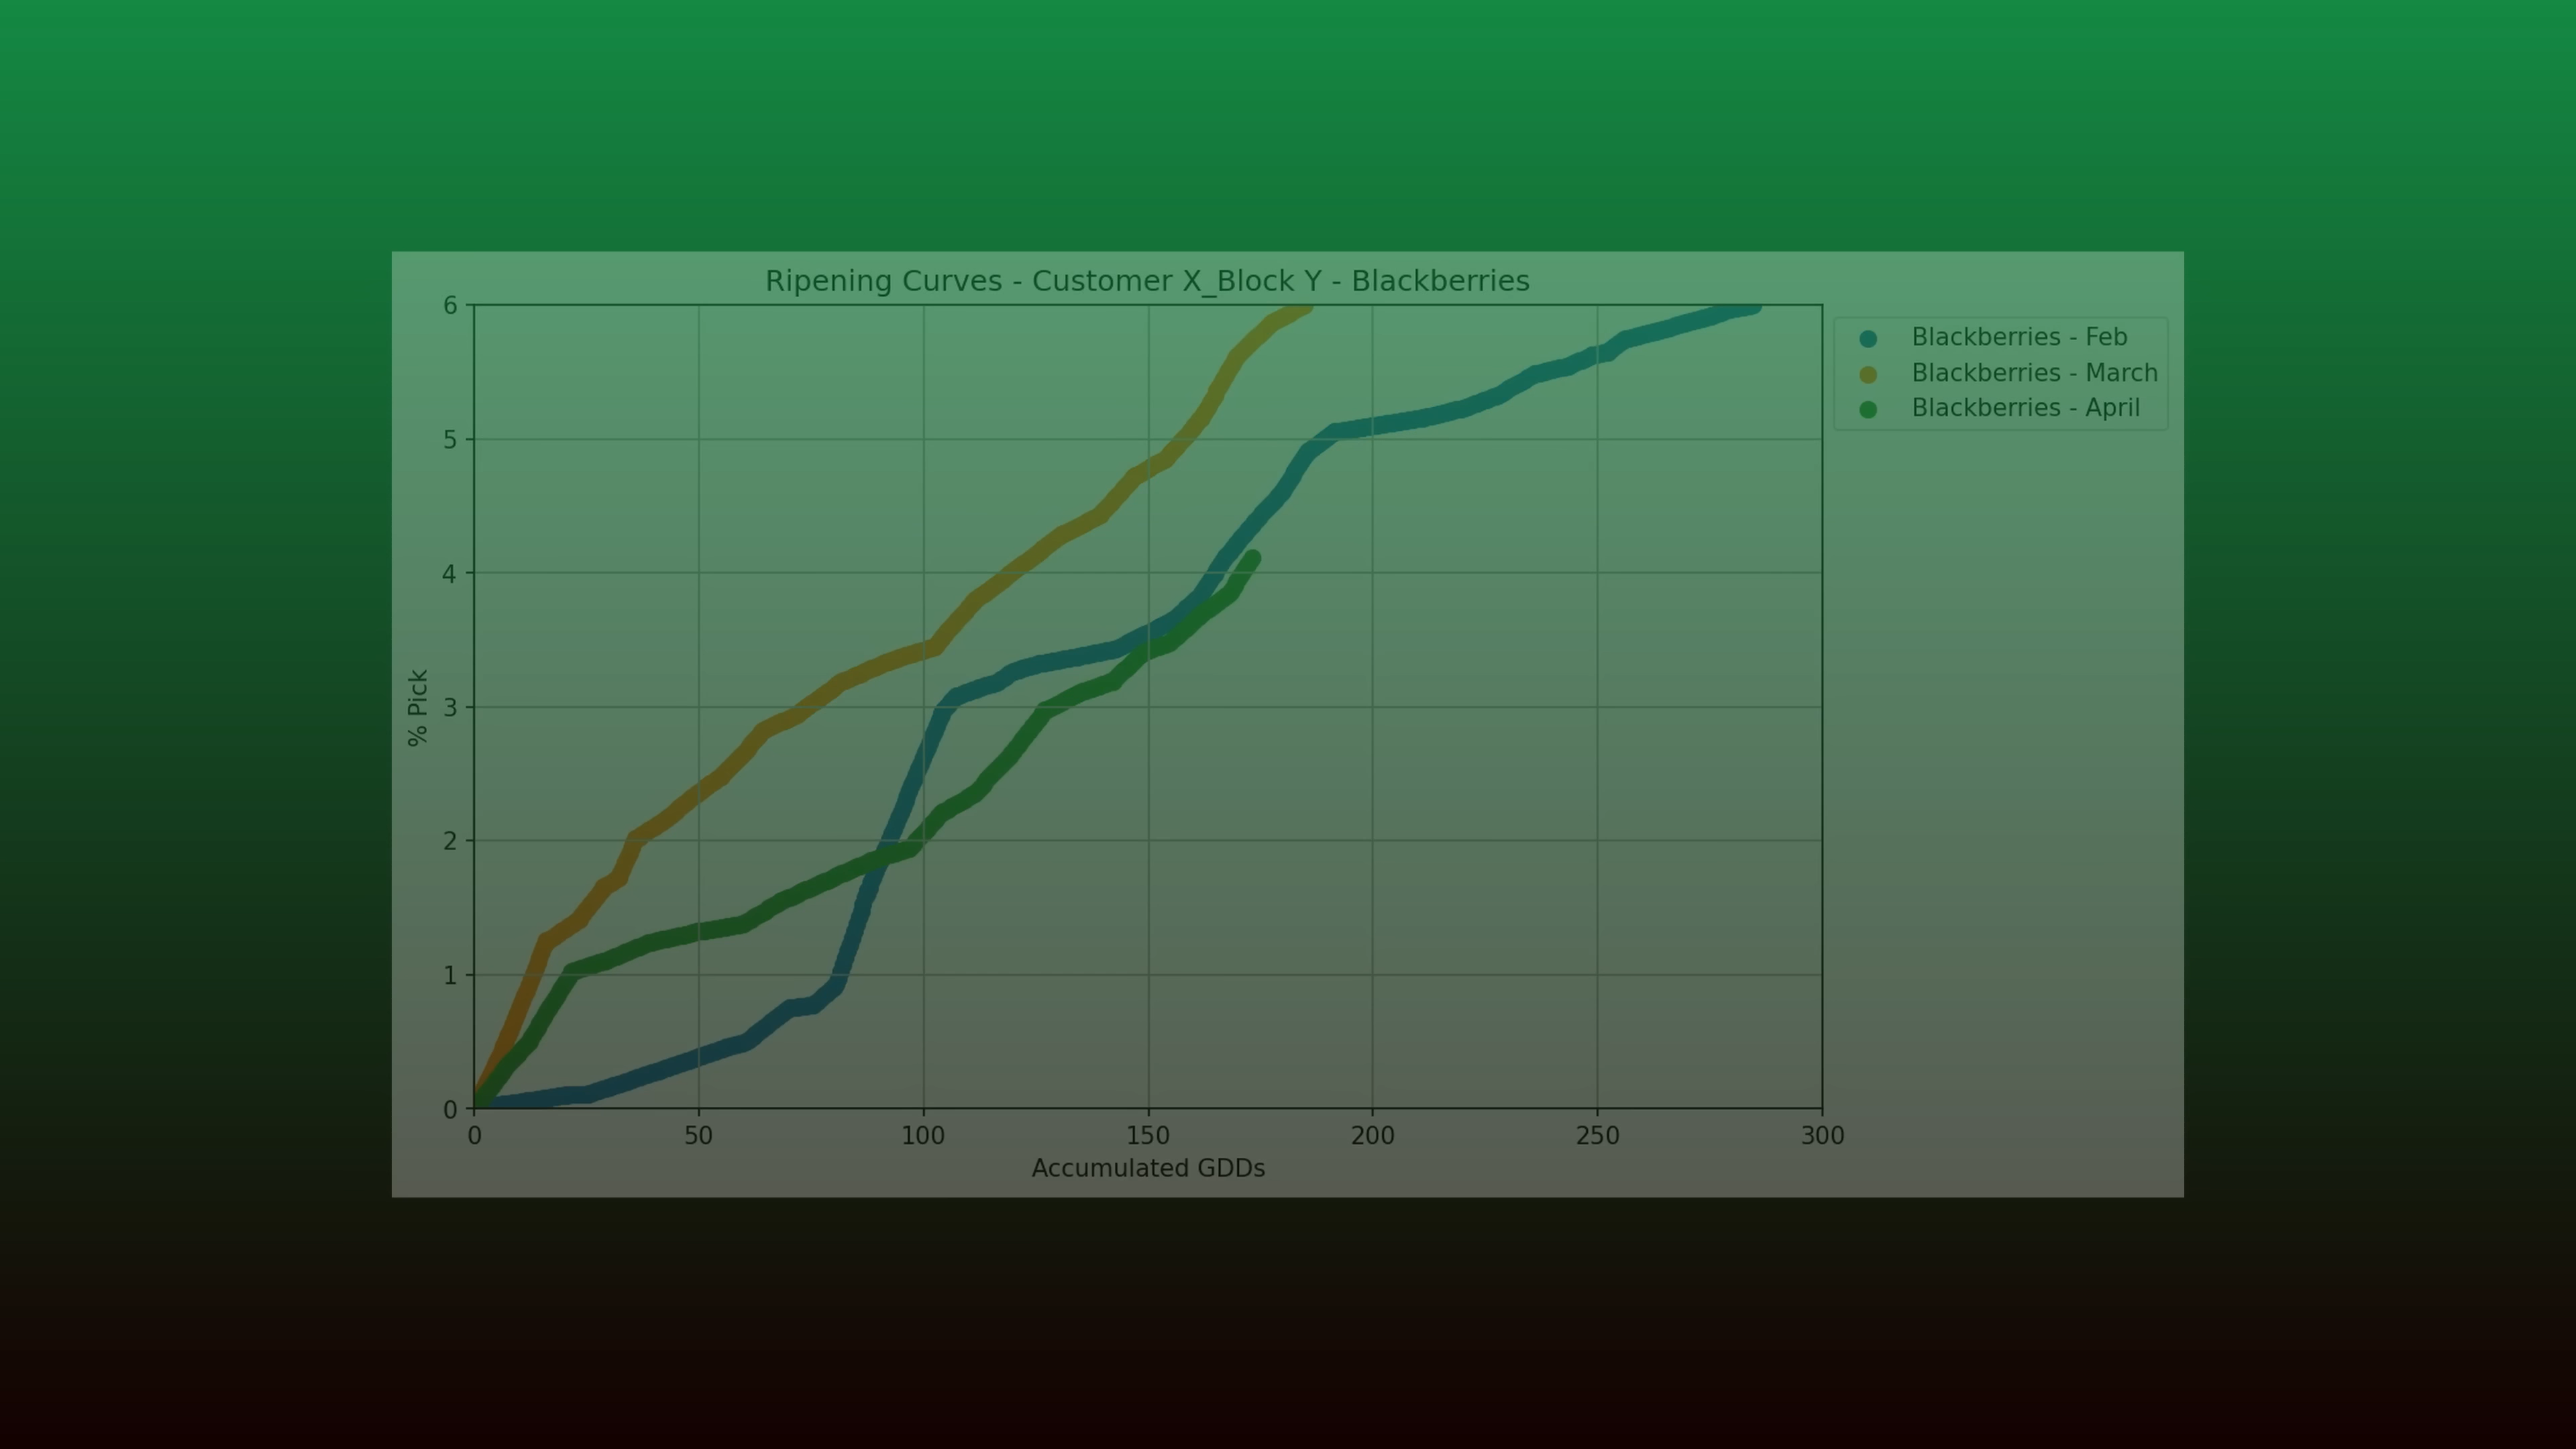 Ripening Curves - Customer X_Block Y - Blackberries
6
5
4
3
2
1
0
% Pick
0 50 100 150 200 250 300
Accumulated GDDs
Blackberries - Feb
Blackberries - March
Blackberries - April